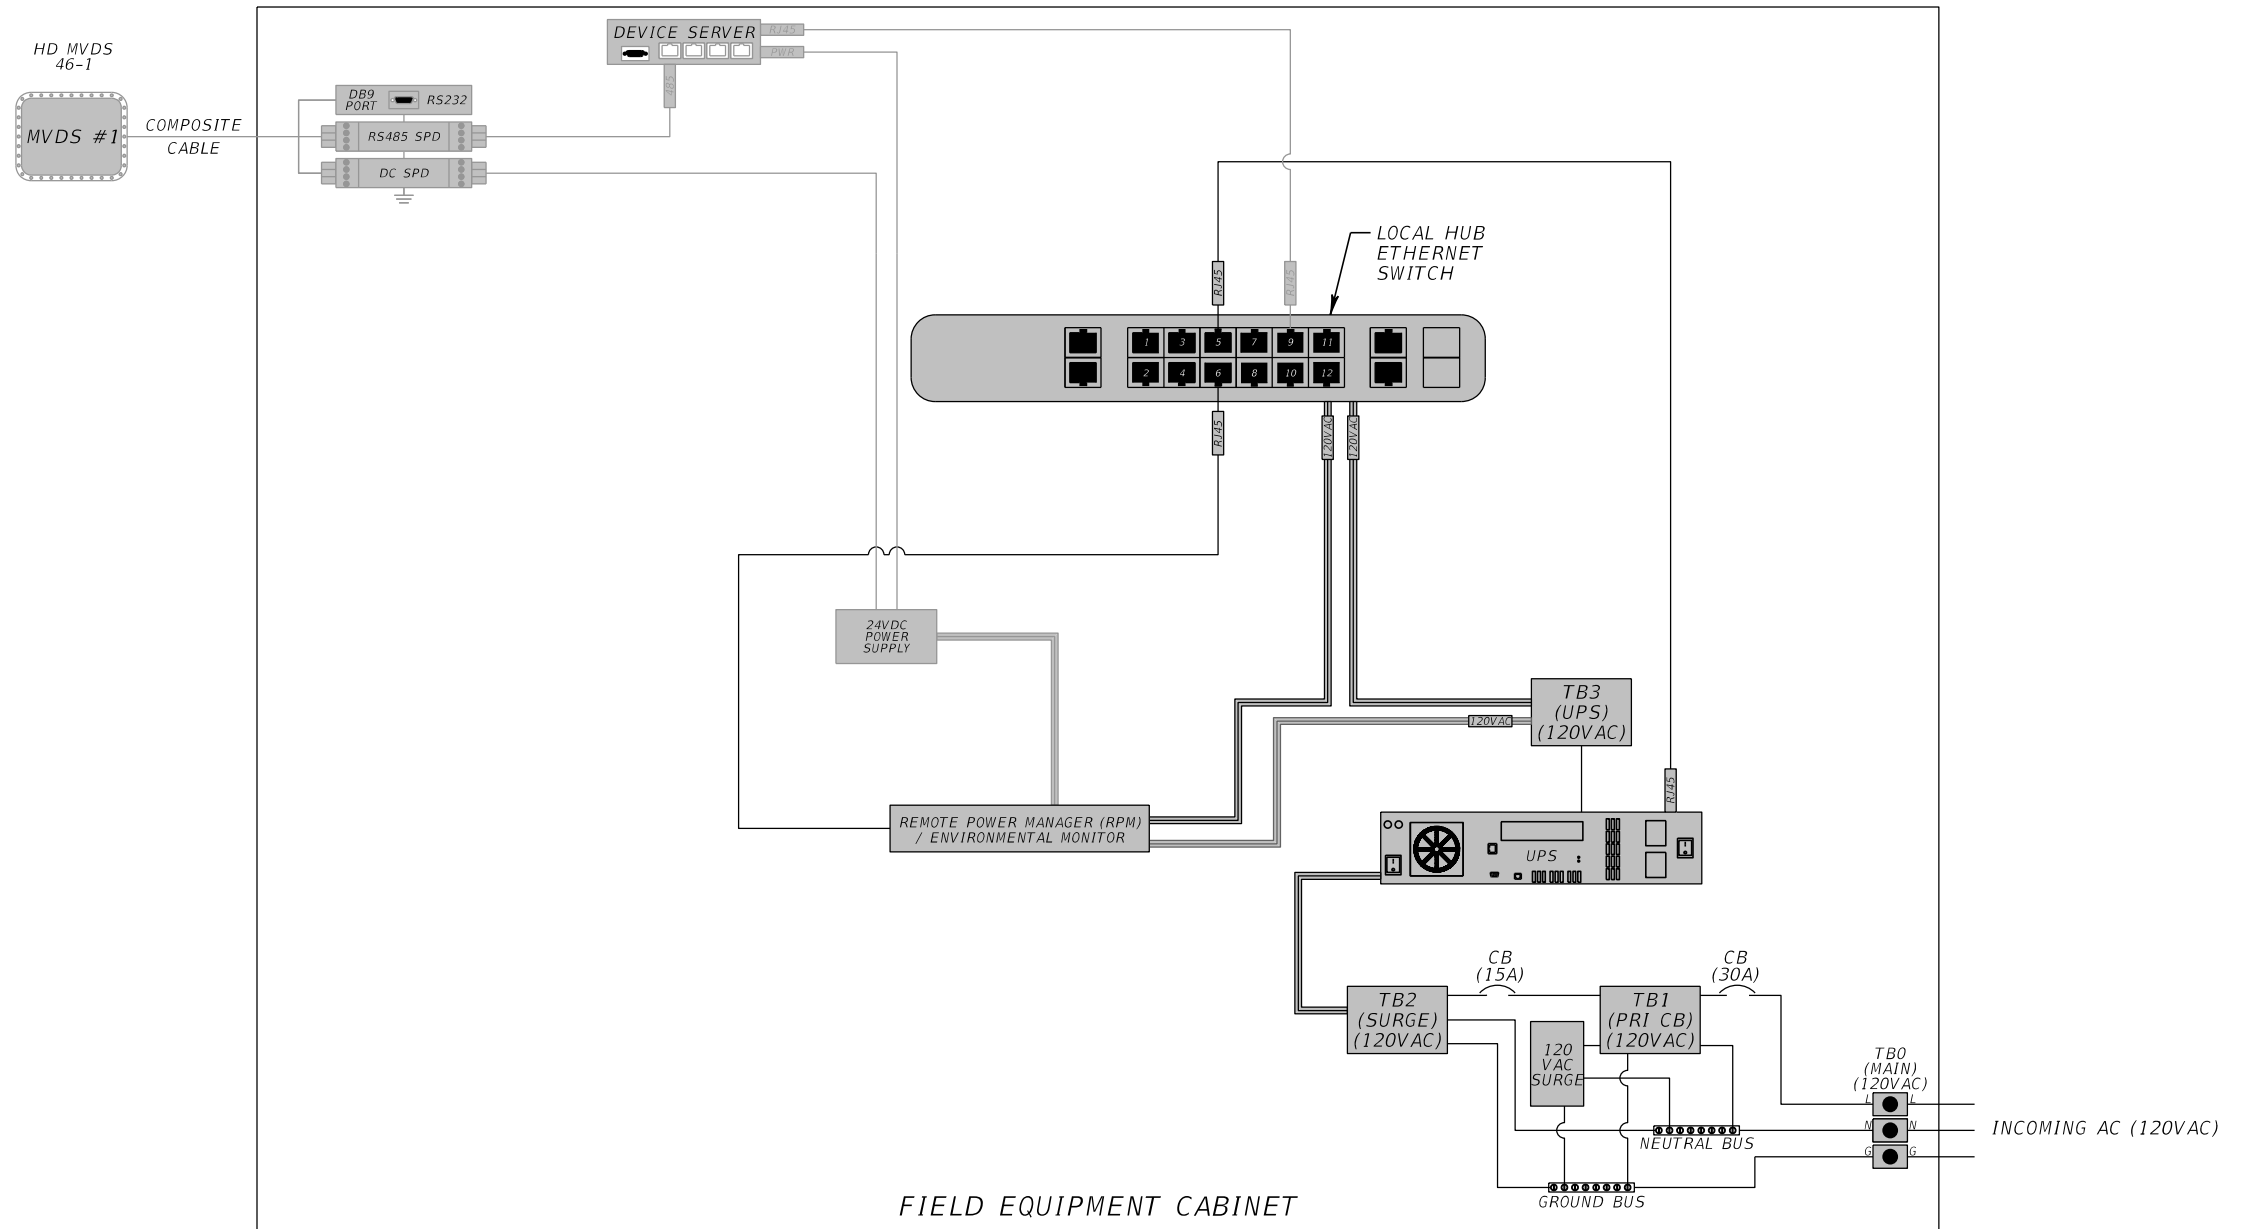 HD MVDS
46-1
MVDS #1
COMPOSITE
CABLE
DB9
PORT
RS232
RS485 SPD
DC SPD
DEVICE SERVER
RJ45
PWR
485
LOCAL HUB
ETHERNET
SWITCH
RJ45
RJ45
1 3 5 7 9 11
2 4 6 8 10 12
RJ45
120VAC
120VAC
24VDC
POWER
SUPPLY
TB3
(UPS)
(120VAC)
120VAC
RJ45
REMOTE POWER MANAGER (RPM)
/ ENVIRONMENTAL MONITOR
UPS
CB
(15A)
CB
(30A)
TB2
(SURGE)
(120VAC)
TB1
(PRI CB)
(120VAC)
120
VAC
SURGE
TB0
(MAIN)
(120VAC)
L L
N N
G G
INCOMING AC (120VAC)
NEUTRAL BUS
GROUND BUS
FIELD EQUIPMENT CABINET